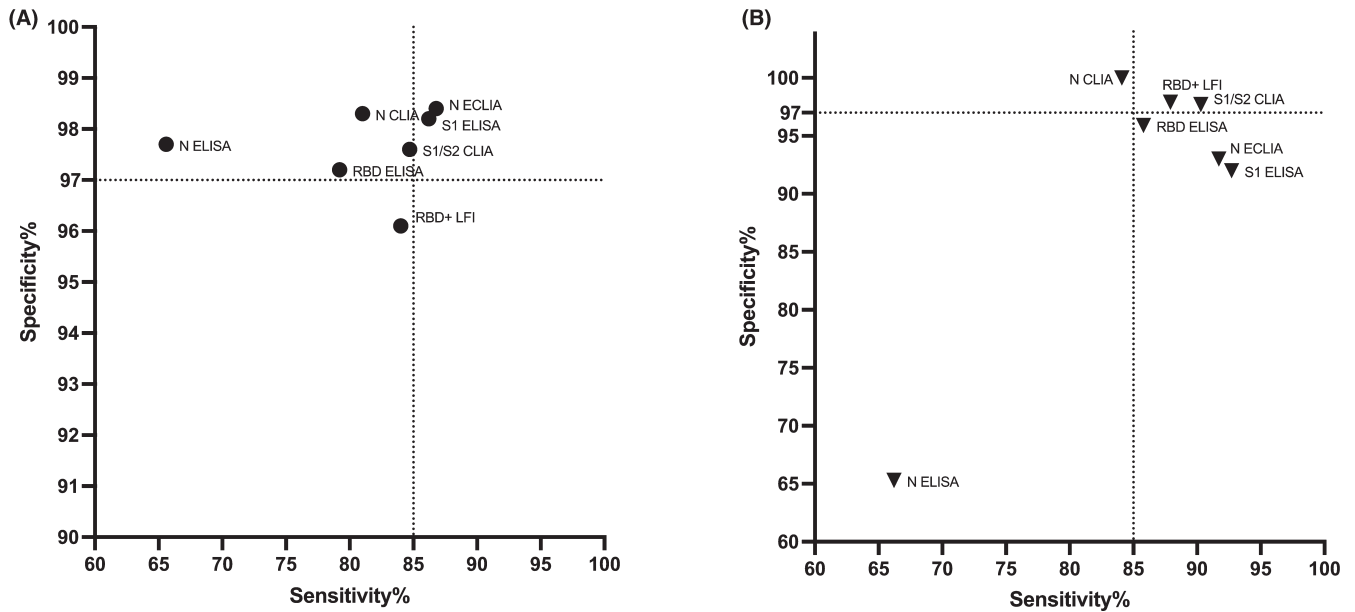 (A)
100
99
98
97
96
95
94
93
92
91
90
Specificity%
N ECLIA
N CLIA
S1 ELISA
N ELISA
S1/S2 CLIA
RBD ELISA
RBD+ LFI
60 65 70 75 80 85 90 95 100
Sensitivity%
(B)
100
97
95
90
85
80
75
70
65
60
Specificity%
N CLIA
RBD+ LFI
S1/S2 CLIA
RBD ELISA
N ECLIA
S1 ELISA
N ELISA
60 65 70 75 80 85 90 95 100
Sensitivity%